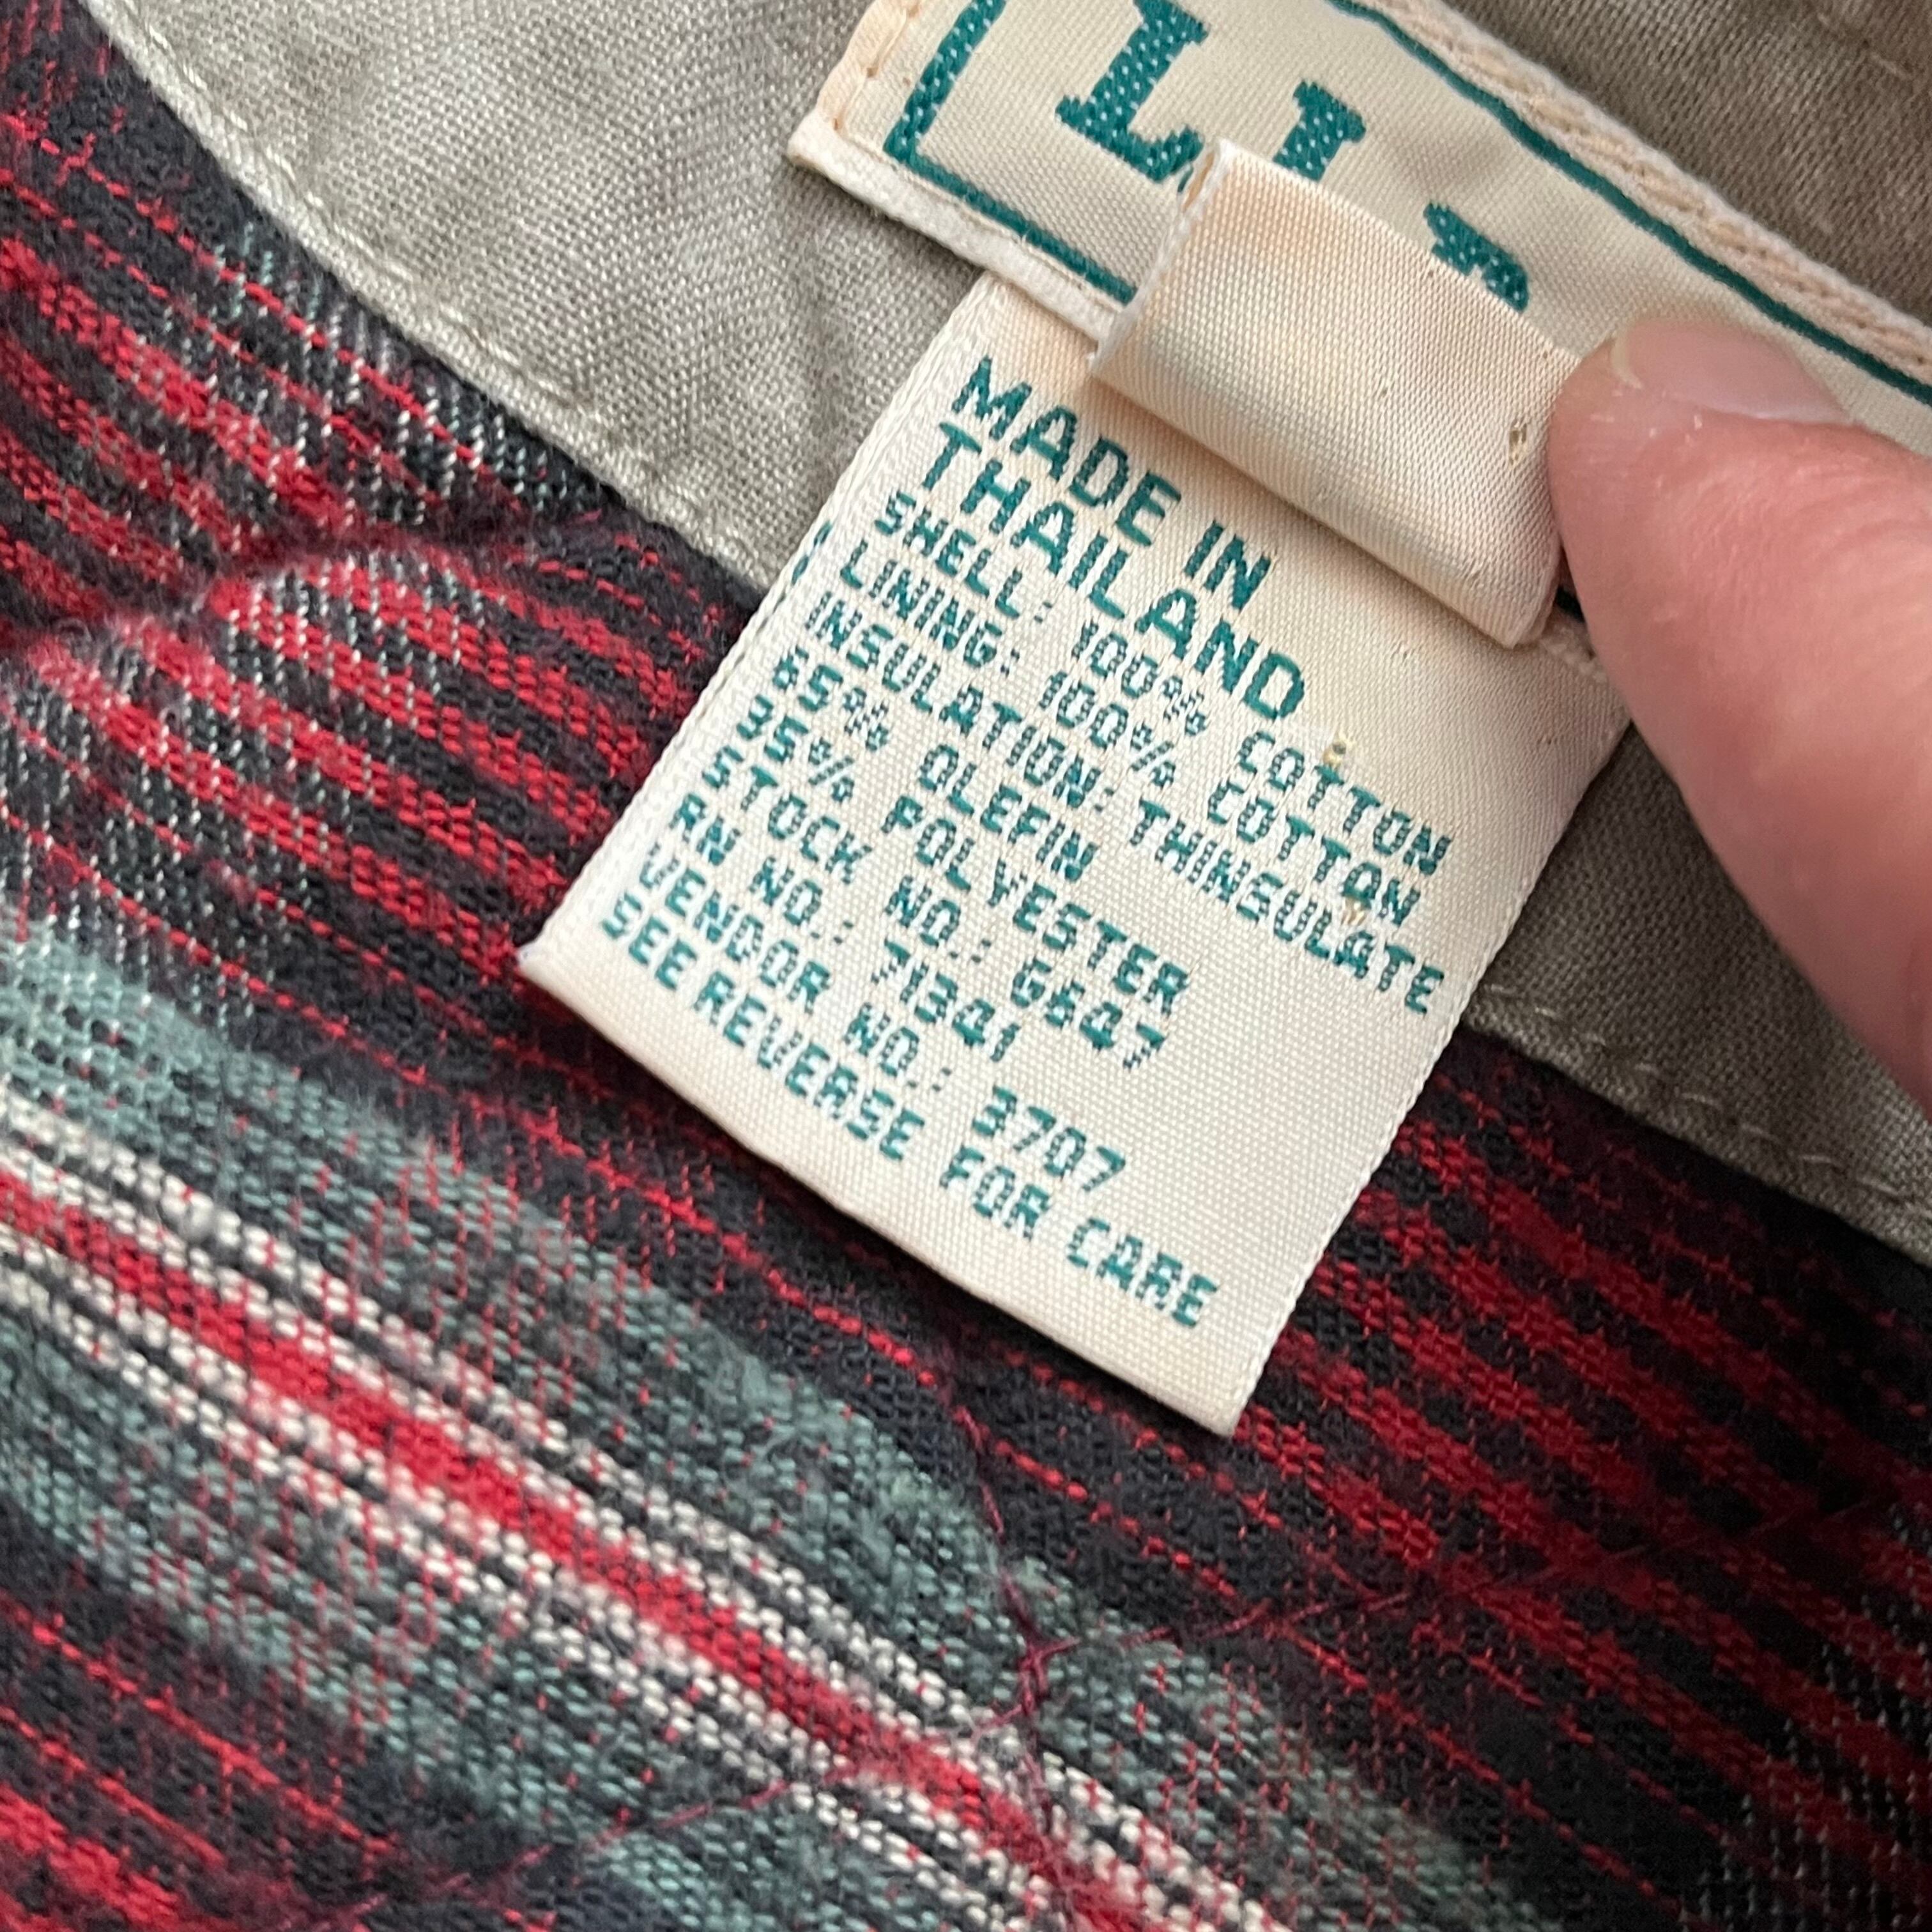 L.L.
MADE IN
THAILAND
SHELL: 100% COTTON
LINING: 100% COTTON
INSULATION: THINSULATE
65% OLEFIN
35% POLYESTER
STOCK NO.: G647
RN NO.: 71341
VENDOR NO.: 3707
SEE REVERSE FOR CARE